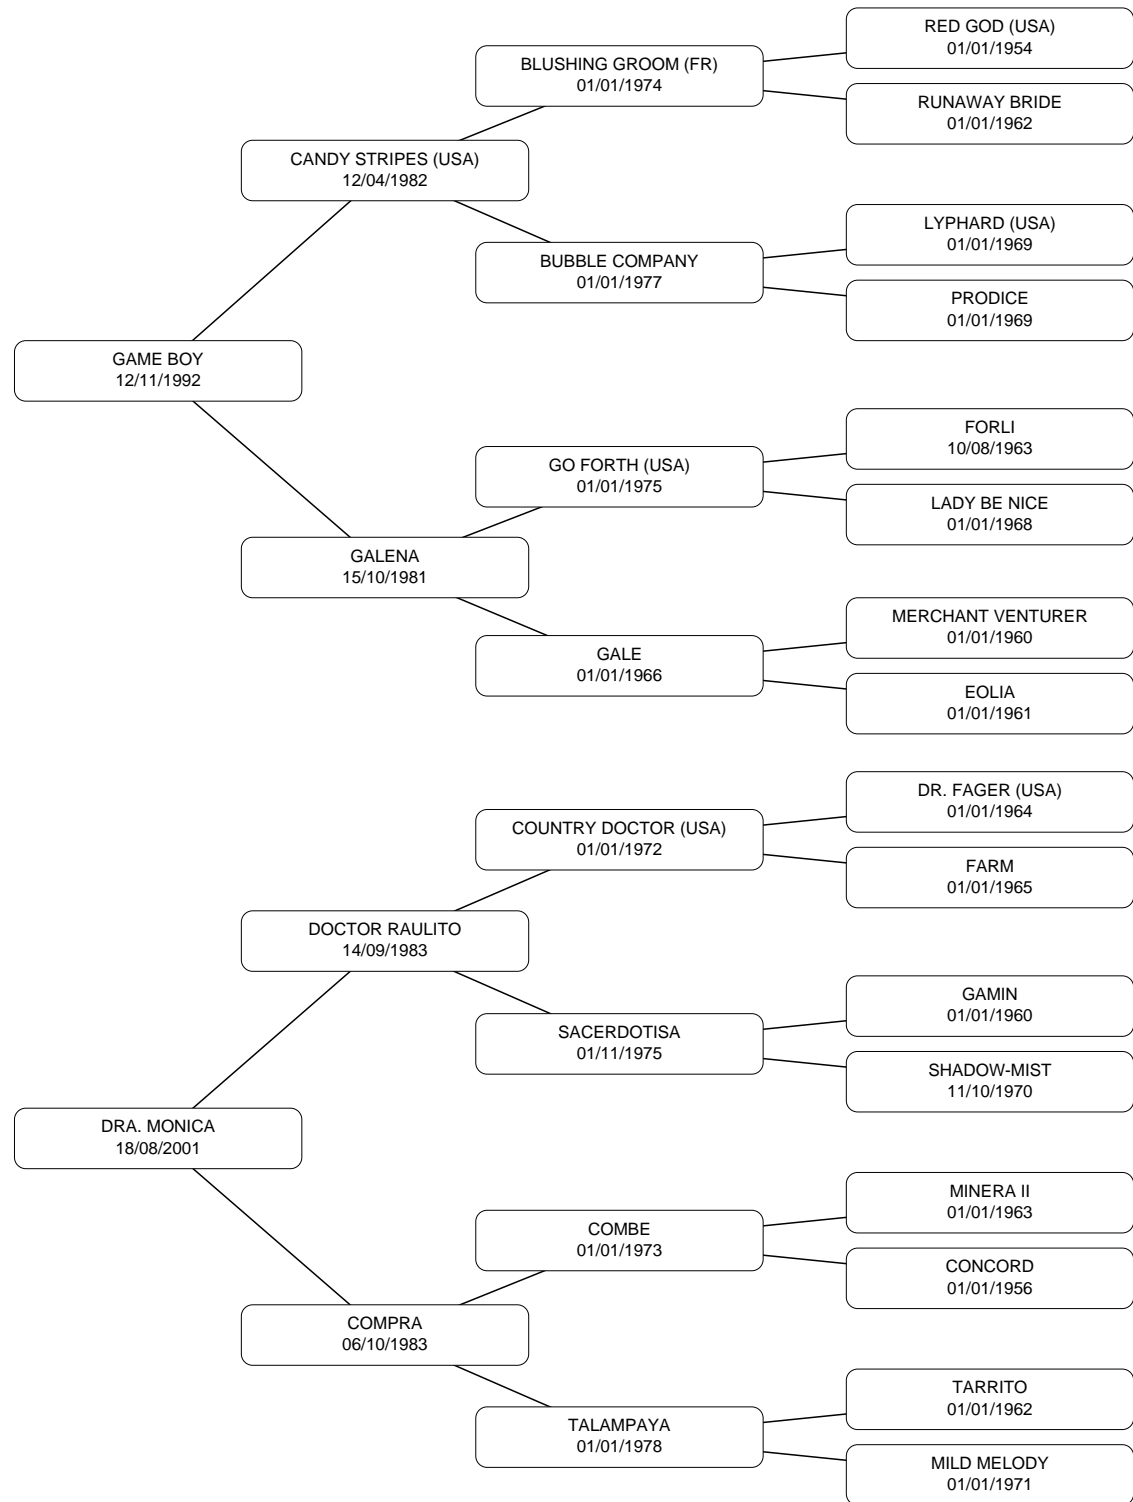 RED GOD (USA)
01/01/1954
BLUSHING GROOM (FR)
01/01/1974
RUNAWAY BRIDE
01/01/1962
CANDY STRIPES (USA)
12/04/1982
LYPHARD (USA)
01/01/1969
BUBBLE COMPANY
01/01/1977
PRODICE
01/01/1969
GAME BOY
12/11/1992
FORLI
10/08/1963
GO FORTH (USA)
01/01/1975
LADY BE NICE
01/01/1968
GALENA
15/10/1981
MERCHANT VENTURER
01/01/1960
GALE
01/01/1966
EOLIA
01/01/1961
DR. FAGER (USA)
01/01/1964
COUNTRY DOCTOR (USA)
01/01/1972
FARM
01/01/1965
DOCTOR RAULITO
14/09/1983
GAMIN
01/01/1960
SACERDOTISA
01/11/1975
SHADOW-MIST
11/10/1970
DRA. MONICA
18/08/2001
MINERA II
01/01/1963
COMBE
01/01/1973
CONCORD
01/01/1956
COMPRA
06/10/1983
TARRITO
01/01/1962
TALAMPAYA
01/01/1978
MILD MELODY
01/01/1971